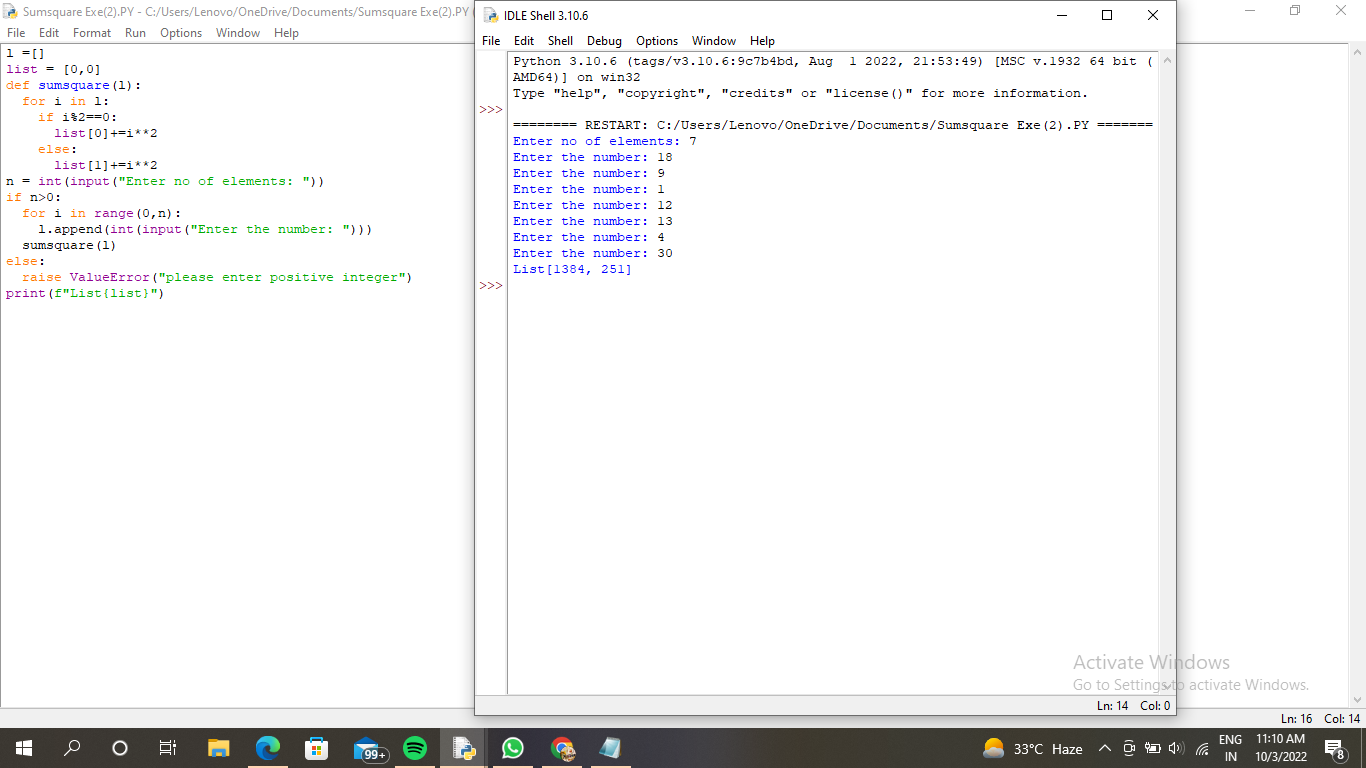 Sumsquare Exe(2).PY - C:/Users/Lenovo/OneDrive/Documents/Sumsquare Exe(2).PY (
File Edit Format Run Options Window Help
l =[]
list = [0,0]
def sumsquare(l):
  for i in l:
    if i%2==0:
      list[0]+=i**2
    else:
      list[1]+=i**2
n = int(input("Enter no of elements: "))
if n>0:
  for i in range(0,n):
    l.append(int(input("Enter the number: ")))
  sumsquare(l)
else:
  raise ValueError("please enter positive integer")
print(f"List{list}")
IDLE Shell 3.10.6
File Edit Shell Debug Options Window Help
Python 3.10.6 (tags/v3.10.6:9c7b4bd, Aug  1 2022, 21:53:49) [MSC v.1932 64 bit (
AMD64)] on win32
Type "help", "copyright", "credits" or "license()" for more information.
>>>
======== RESTART: C:/Users/Lenovo/OneDrive/Documents/Sumsquare Exe(2).PY =======
Enter no of elements: 7
Enter the number: 18
Enter the number: 9
Enter the number: 1
Enter the number: 12
Enter the number: 13
Enter the number: 4
Enter the number: 30
List[1384, 251]
>>>
Activate Windows
Go to Settings to activate Windows.
Ln: 14 Col: 0
Ln: 16 Col: 14
99+
33°C Haze
ENG
IN
11:10 AM
10/3/2022
8